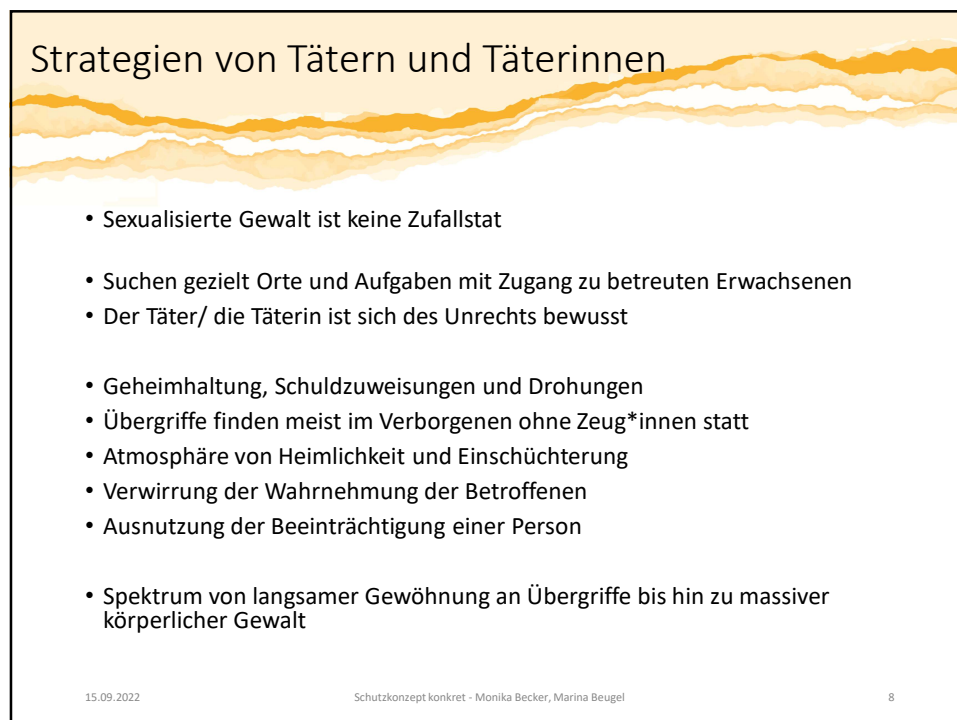 Strategien von Tätern und Täterinnen
• Sexualisierte Gewalt ist keine Zufallstat
• Suchen gezielt Orte und Aufgaben mit Zugang zu betreuten Erwachsenen
• Der Täter/ die Täterin ist sich des Unrechts bewusst
• Geheimhaltung, Schuldzuweisungen und Drohungen
• Übergriffe finden meist im Verborgenen ohne Zeug*innen statt
• Atmosphäre von Heimlichkeit und Einschüchterung
• Verwirrung der Wahrnehmung der Betroffenen
• Ausnutzung der Beeinträchtigung einer Person
• Spektrum von langsamer Gewöhnung an Übergriffe bis hin zu massiver
körperlicher Gewalt
15.09.2022 Schutzkonzept konkret - Monika Becker, Marina Beugel 8